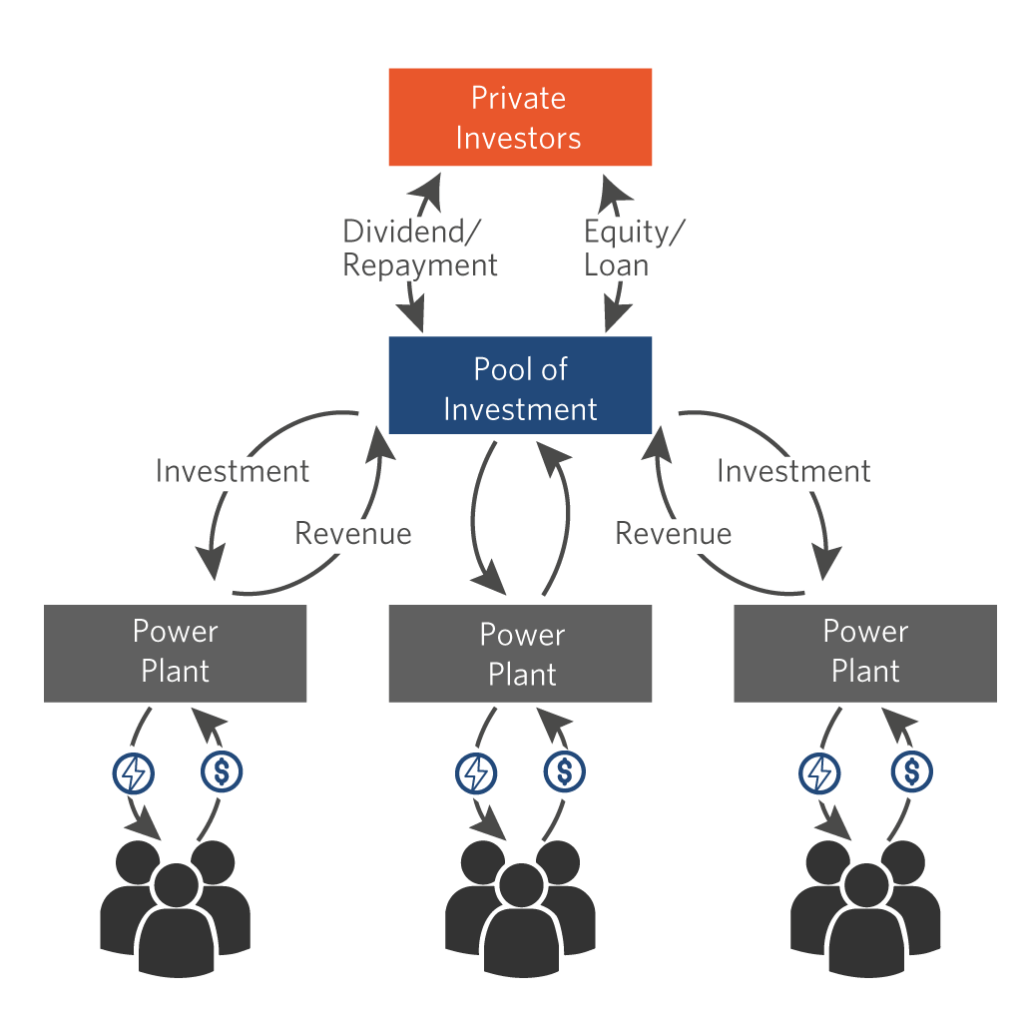 Private
Investors
Dividend/
Repayment
Equity/
Loan
Pool of
Investment
Investment
Revenue
Revenue
Investment
Power
Plant
Power
Plant
Power
Plant
$
$
$